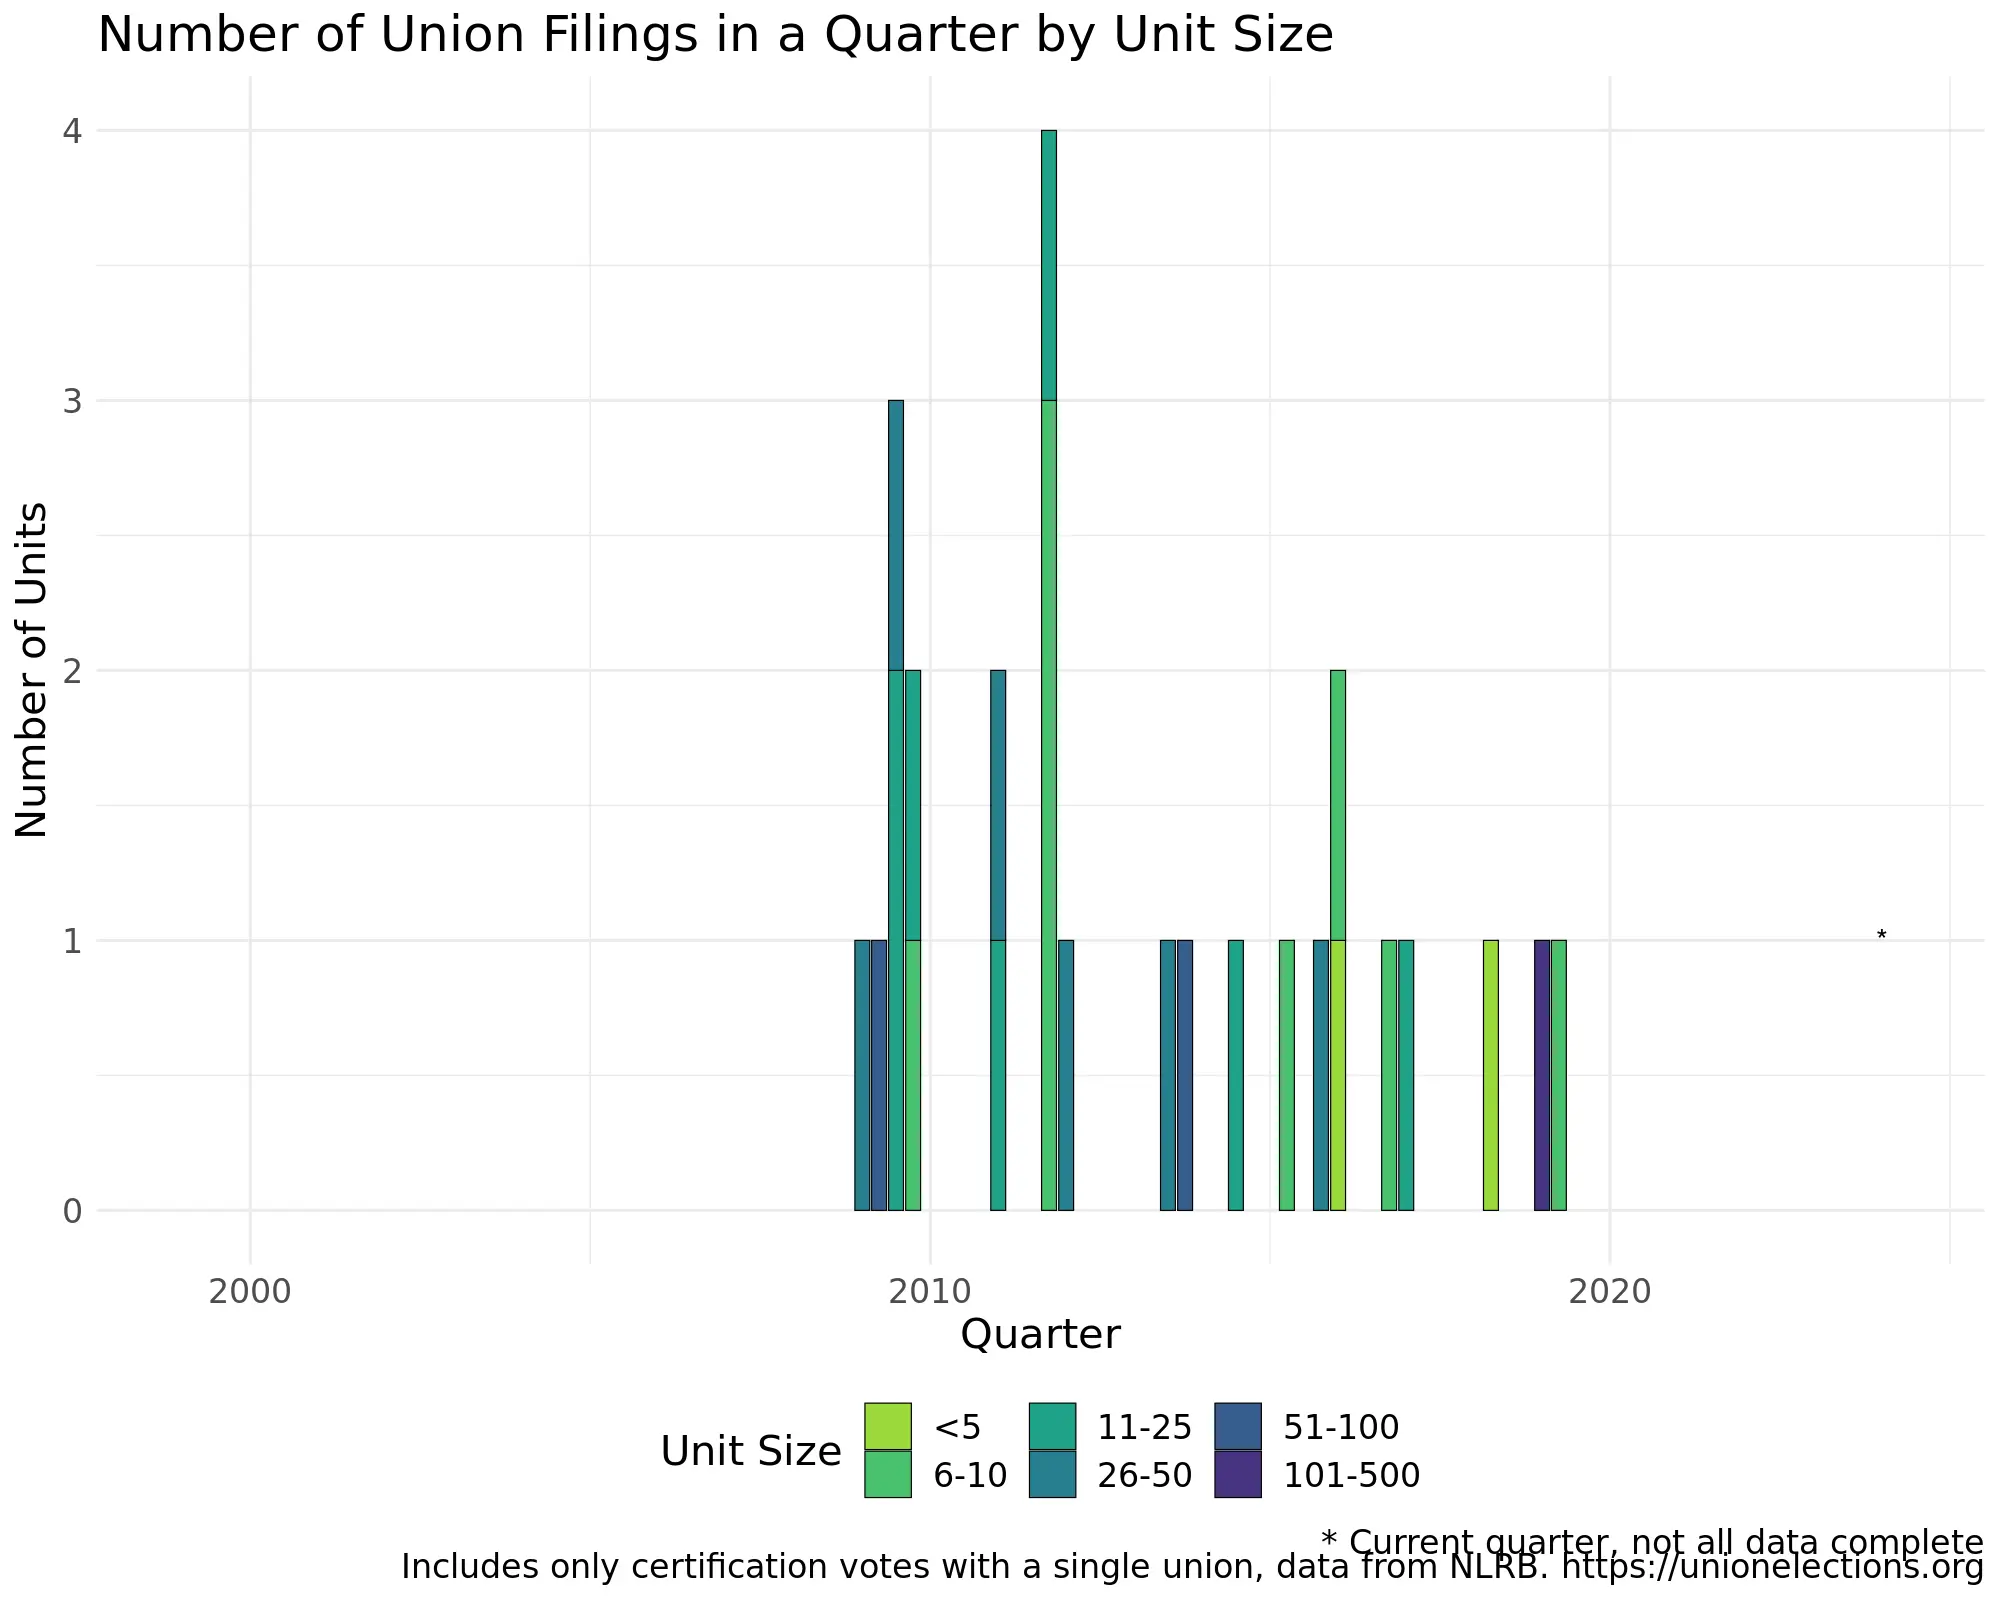 Number of Union Filings in a Quarter by Unit Size
Number of Units
4
3
2
1
0
*
2000 2010 2020
Quarter
Unit Size
<5 11-25 51-100
6-10 26-50 101-500
* Current quarter, not all data complete
Includes only certification votes with a single union, data from NLRB. https://unionelections.org